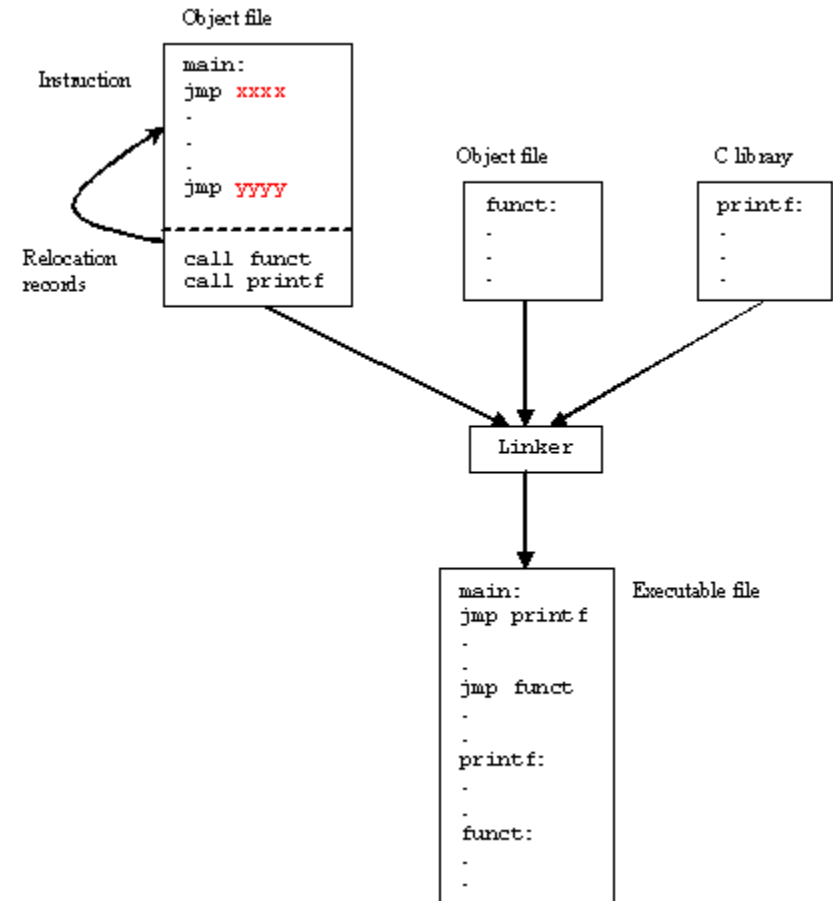 Object file
Instruction
main:
jmp xxxx
.
.
.
jmp yyyy
Relocation
records
call funct
call printf
Object file
funct:
.
.
.
C library
printf:
.
.
.
Linker
Executable file
main:
jmp printf
.
.
jmp funct
.
.
printf:
.
.
funct:
.
.